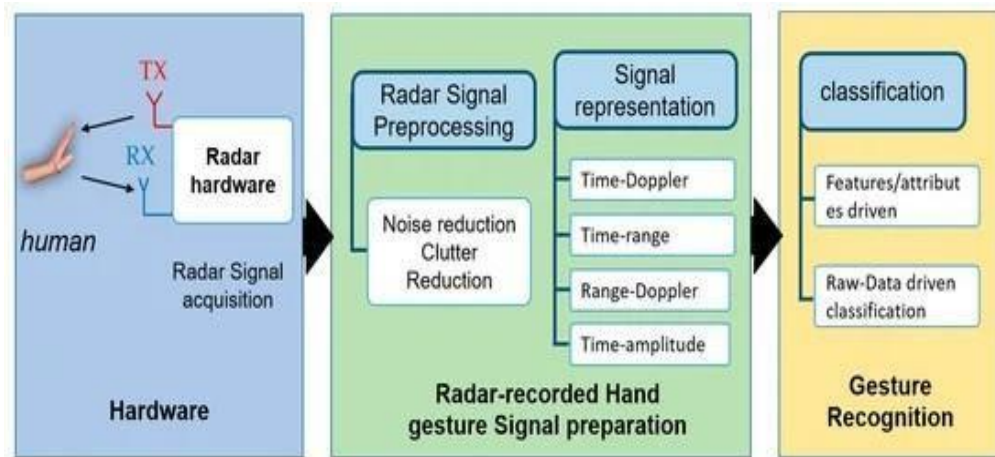 TX
RX
Radar
hardware
human
Radar Signal
acquisition
Hardware
Radar Signal
Preprocessing
Noise reduction
Clutter
Reduction
Signal
representation
Time-Doppler
Time-range
Range-Doppler
Time-amplitude
Radar-recorded Hand
gesture Signal preparation
classification
Features/attribut
es driven
Raw-Data driven
classification
Gesture
Recognition